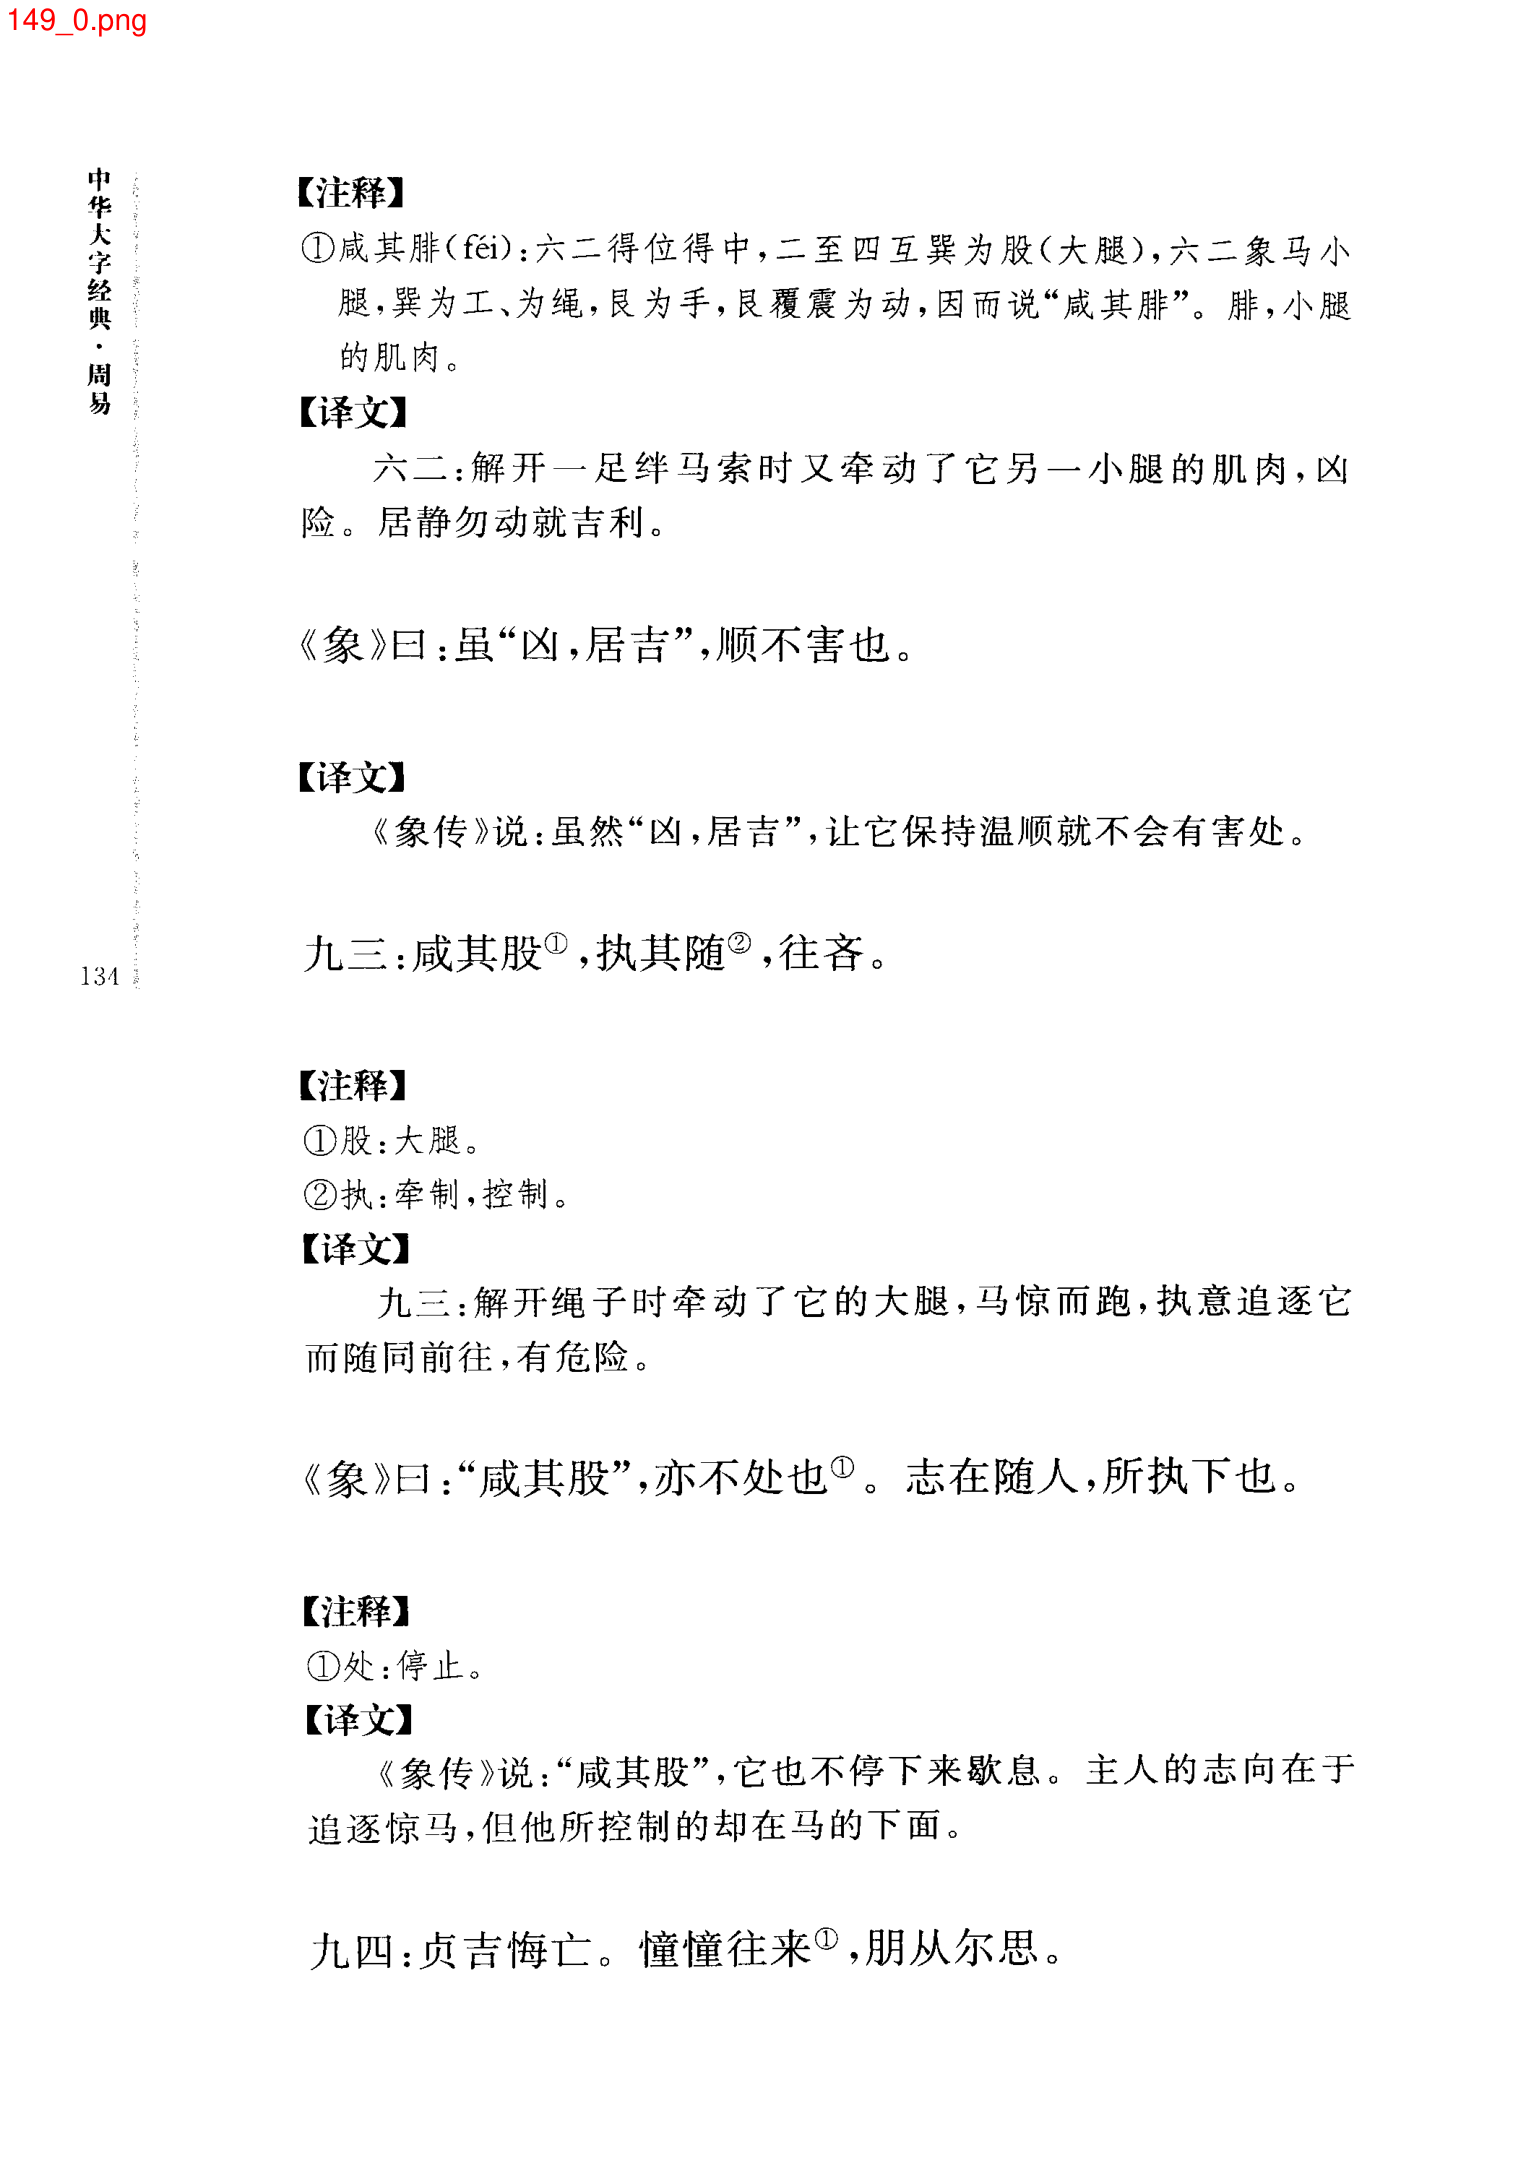 149_0.png
中华大字经典·周易
134
【注释】
①咸其腓(féi):六二得位得中,二至四互巽为股(大腿),六二象马小
腿,巽为工、为绳,艮为手,艮覆震为动,因而说“咸其腓”。腓,小腿
的肌肉。
【译文】
六二:解开一足绊马索时又牵动了它另一小腿的肌肉,凶
险。居静勿动就吉利。
《象》曰:虽“凶,居吉”,顺不害也。
【译文】
《象传》说:虽然“凶,居吉”,让它保持温顺就不会有害处。
九三:咸其股①,执其随②,往吝。
【注释】
①股:大腿。
②执:牵制,控制。
【译文】
九三:解开绳子时牵动了它的大腿,马惊而跑,执意追逐它
而随同前往,有危险。
《象》曰:“咸其股”,亦不处也①。志在随人,所执下也。
【注释】
①处:停止。
【译文】
《象传》说:“咸其股”,它也不停下来歇息。主人的志向在于
追逐惊马,但他所控制的却在马的下面。
九四:贞吉悔亡。憧憧往来①,朋从尔思。